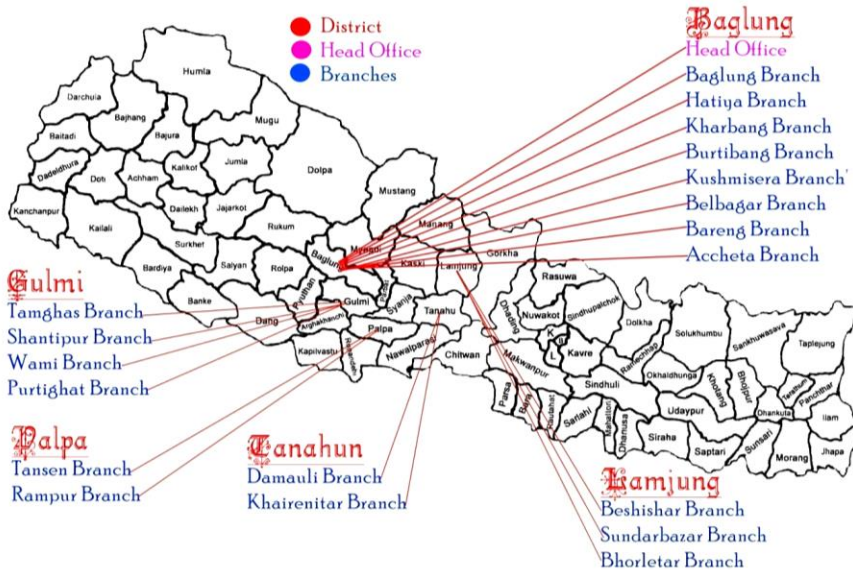 District
Head Office
Branches
Baglung
Head Office
Baglung Branch
Hatiya Branch
Kharbang Branch
Burtibang Branch
Kushmisera Branch'
Belbagar Branch
Bareng Branch
Accheta Branch
Gulmi
Tamghas Branch
Shantipur Branch
Wami Branch
Purtighat Branch
Palpa
Tansen Branch
Rampur Branch
Tanahun
Damauli Branch
Khairenitar Branch
Lamjung
Beshishar Branch
Sundarbazar Branch
Bhorletar Branch
Humla
Darchula
Bajhang
Mugu
Baitadi
Bajura
Dadeldhura
Doti
Achham
Kalikot
Jumla
Dolpa
Mustang
Kanchanpur
Kailali
Dailekh
Jajarkot
Rukum
Manang
Surkhet
Baglung
Myagdi
Kaski
Lamjung
Gorkha
Bardiya
Salyan
Rolpa
Rasuwa
Banke
Pyuthan
Gulmi
Syanja
Tanahu
Dhading
Nuwakot
Sindhupalchok
Dang
Arghakhanchi
Palpa
Dolkha
Solukhumbu
Sankhuwasava
Taplejung
Kapilvastu
Nawalparasi
Chitwan
Makwanpur
K
B
L
Kavre
Ramechhap
Okhaldhunga
Khotang
Bhojpur
Terathum
Panchthar
Sindhuli
Dhankuta
Ilam
Parsa
Bara
Rautahat
Sarlahi
Mahattori
Dhanusa
Siraha
Udaypur
Saptari
Sunsari
Morang
Jhapa